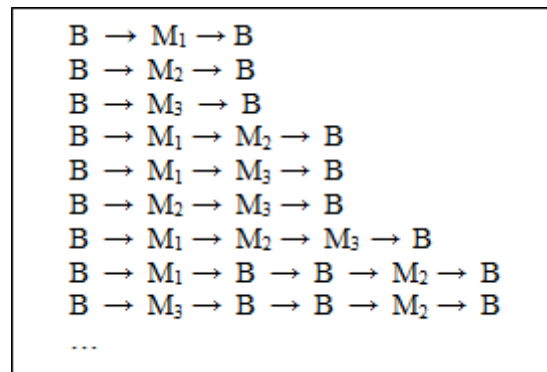 B → M₁ → B
B → M₂ → B
B → M₃ → B
B → M₁ → M₂ → B
B → M₁ → M₃ → B
B → M₂ → M₃ → B
B → M₁ → M₂ → M₃ → B
B → M₁ → B → B → M₂ → B
B → M₃ → B → B → M₂ → B
...